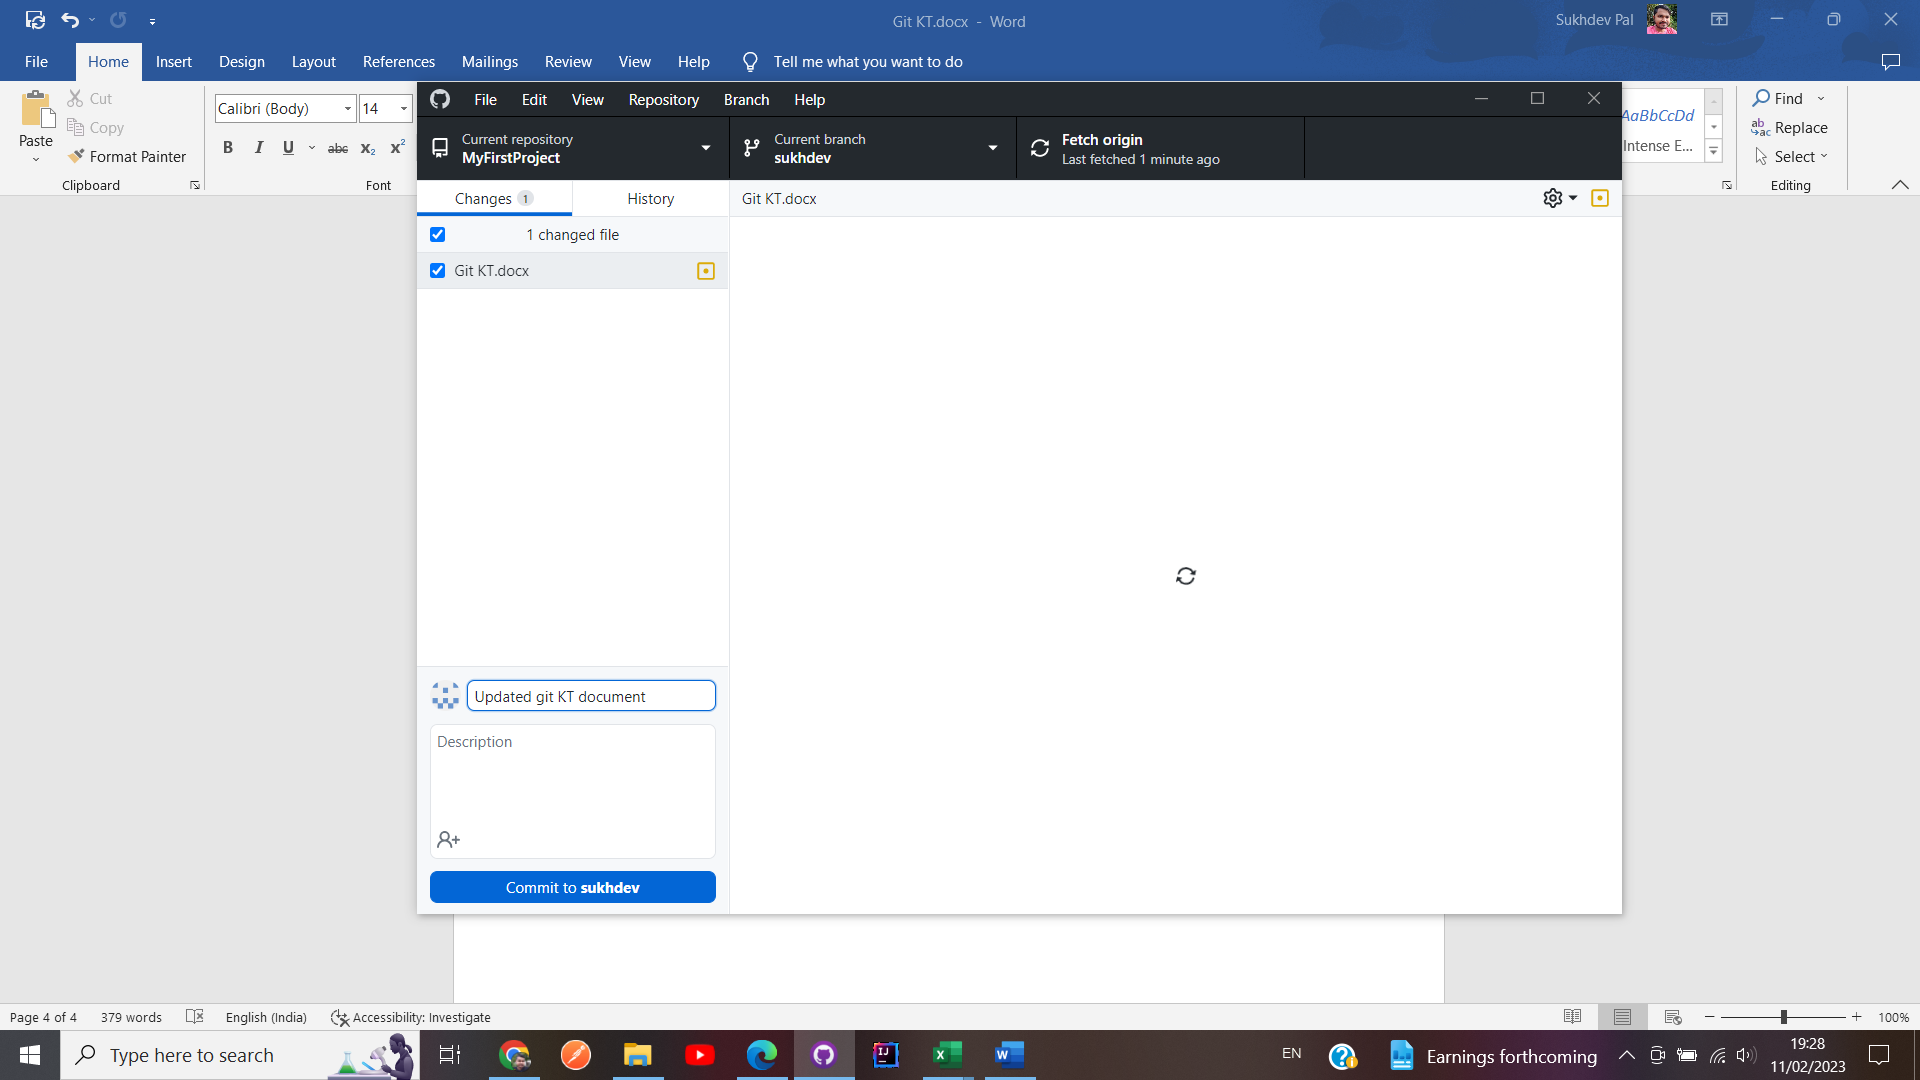 Git KT.docx - Word
Sukhdev Pal
File Home Insert Design Layout References Mailings Review View Help Tell me what you want to do
Paste
Cut
Copy
Format Painter
Clipboard
Calibri (Body) 14
B I U abc x₂ x²
Font
AaBbCcDd
Intense E...
Find
Replace
Select
Editing
File Edit View Repository Branch Help
Current repository
MyFirstProject
Current branch
sukhdev
Fetch origin
Last fetched 1 minute ago
Changes 1 History
Git KT.docx
1 changed file
Git KT.docx
Updated git KT document
Description
Commit to sukhdev
Page 4 of 4 379 words English (India) Accessibility: Investigate
100%
Type here to search
IJ
EN
Earnings forthcoming
19:28
11/02/2023